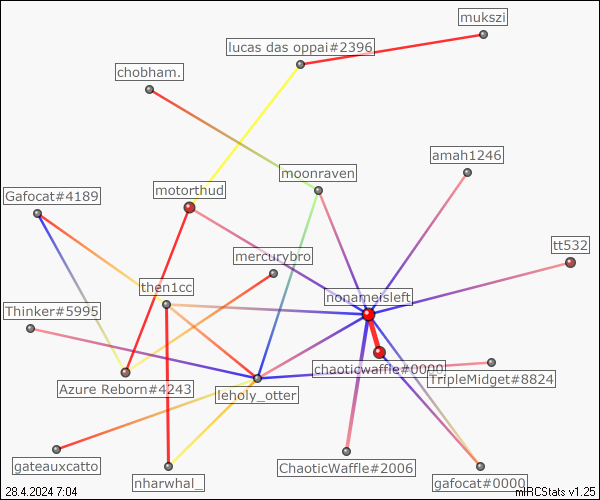 mukszi
lucas das oppai#2396
chobham.
amah1246
moonraven
motorthud
Gafocat#4189
tt532
mercurybro
then1cc
nonameisleft
Thinker#5995
chaoticwaffle#0000
TripleMidget#8824
Azure Reborn#4243
leholy_otter
gateauxcatto
ChaoticWaffle#2006
nharwhal_
gafocat#0000
28.4.2024 7:04
mIRCStats v1.25